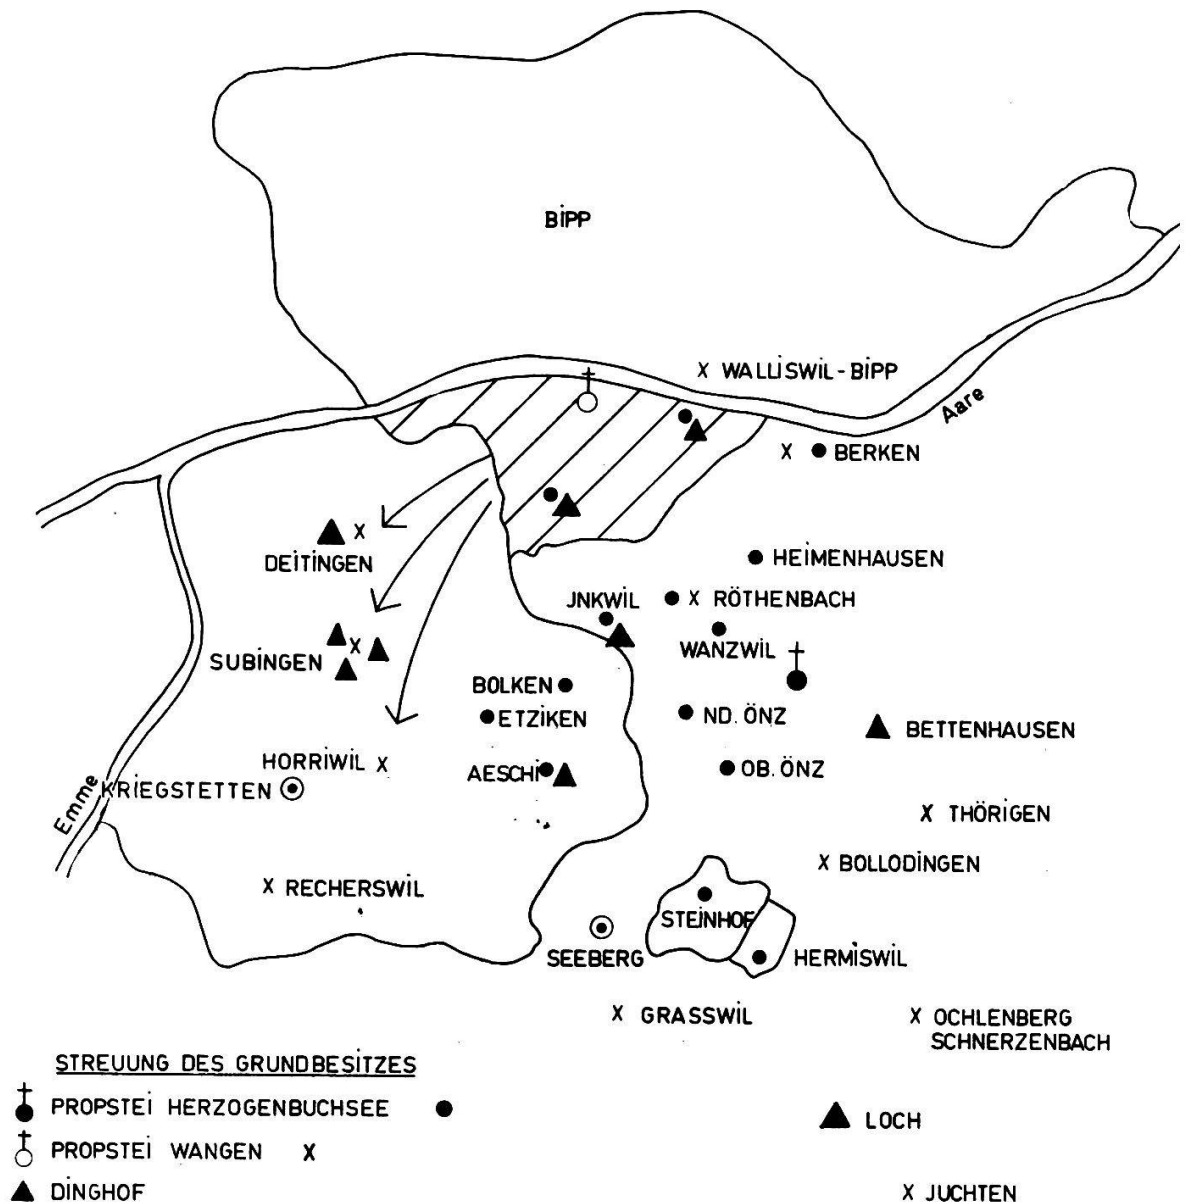 BIPP
X WALLISWIL-BIPP
Aare
X BERKEN
X
DEITINGEN
HEIMENHAUSEN
JNKWIL
X RÖTHENBACH
WANZWIL
SUBINGEN X
BOLKEN
ETZIKEN
ND. ÖNZ
BETTENHAUSEN
HORRIWIL X
AESCHI
OB. ÖNZ
KRIEGSTETTEN
Emme
X THÖRIGEN
X BOLLODINGEN
X RECHERSWIL
STEINHOF
SEEBERG
HERMISWIL
X GRASSWIL
X OCHLENBERG
SCHNERZENBACH
STREUUNG DES GRUNDBESITZES
PROPSTEI HERZOGENBUCHSEE
PROPSTEI WANGEN X
DINGHOF
LOCH
X JUCHTEN